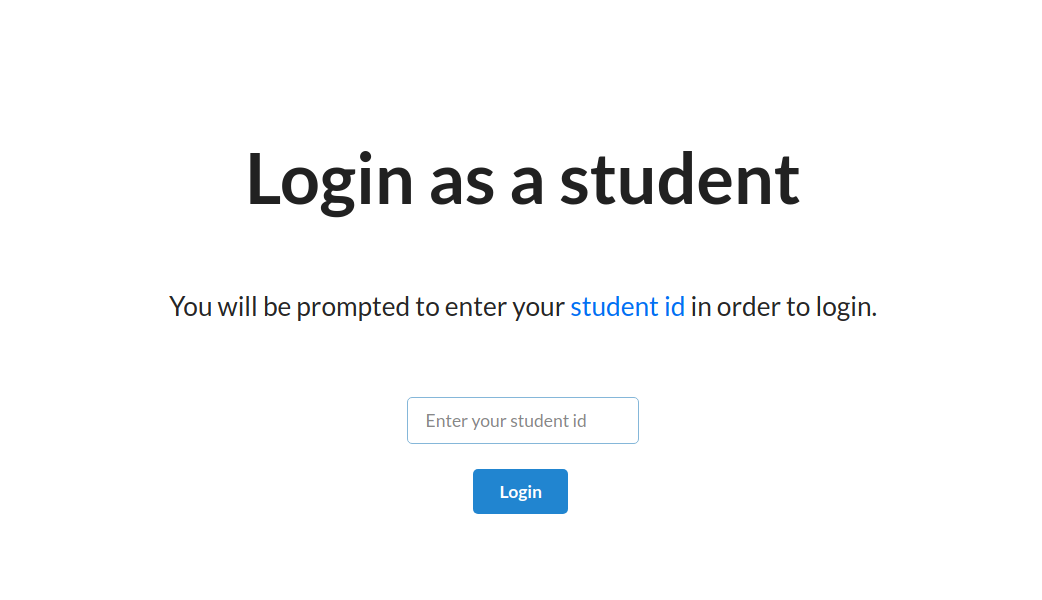 Login as a student
You will be prompted to enter your student id in order to login.
Enter your student id
Login